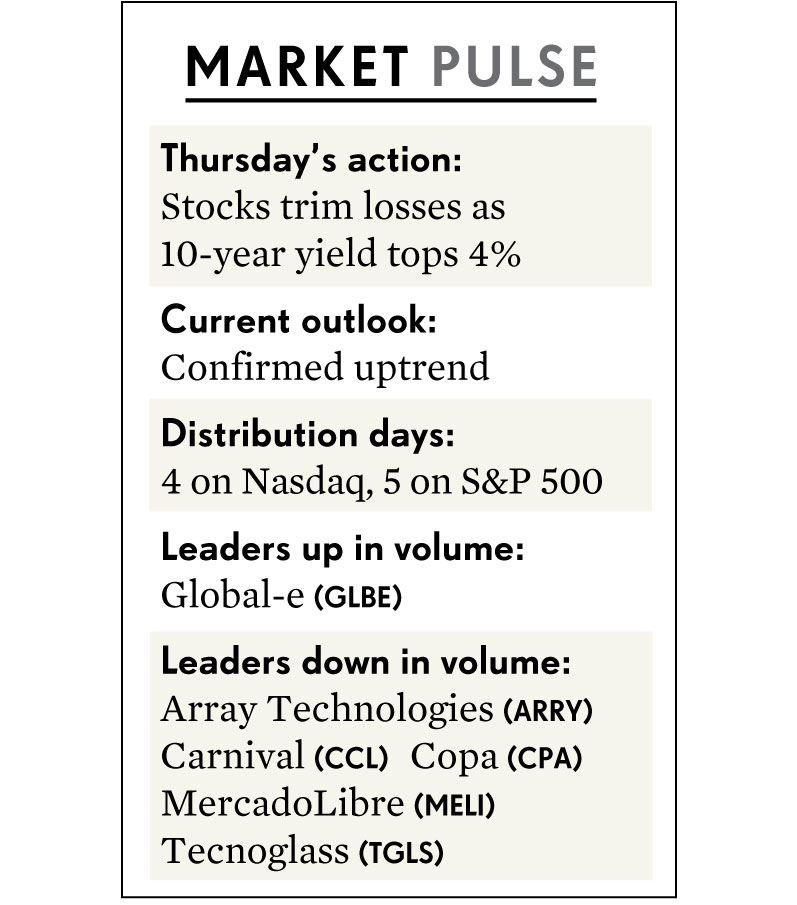 MARKET PULSE
Thursday’s action:
Stocks trim losses as
10-year yield tops 4%
Current outlook:
Confirmed uptrend
Distribution days:
4 on Nasdaq, 5 on S&P 500
Leaders up in volume:
Global-e (GLBE)
Leaders down in volume:
Array Technologies (ARRY)
Carnival (CCL) Copa (CPA)
MercadoLibre (MELI)
Tecnoglass (TGLS)